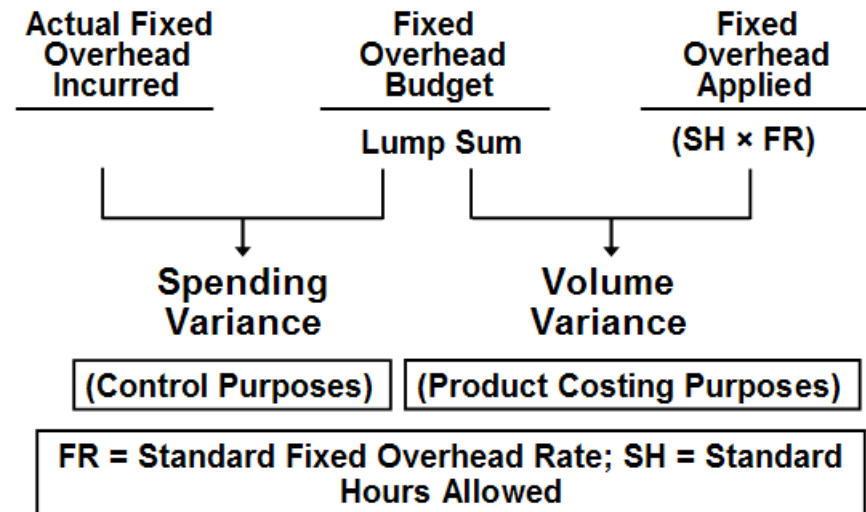 Actual Fixed
Overhead
Incurred
Fixed
Overhead
Budget
Fixed
Overhead
Applied
Lump Sum
(SH × FR)
Spending
Variance
Volume
Variance
(Control Purposes)
(Product Costing Purposes)
FR = Standard Fixed Overhead Rate; SH = Standard
Hours Allowed